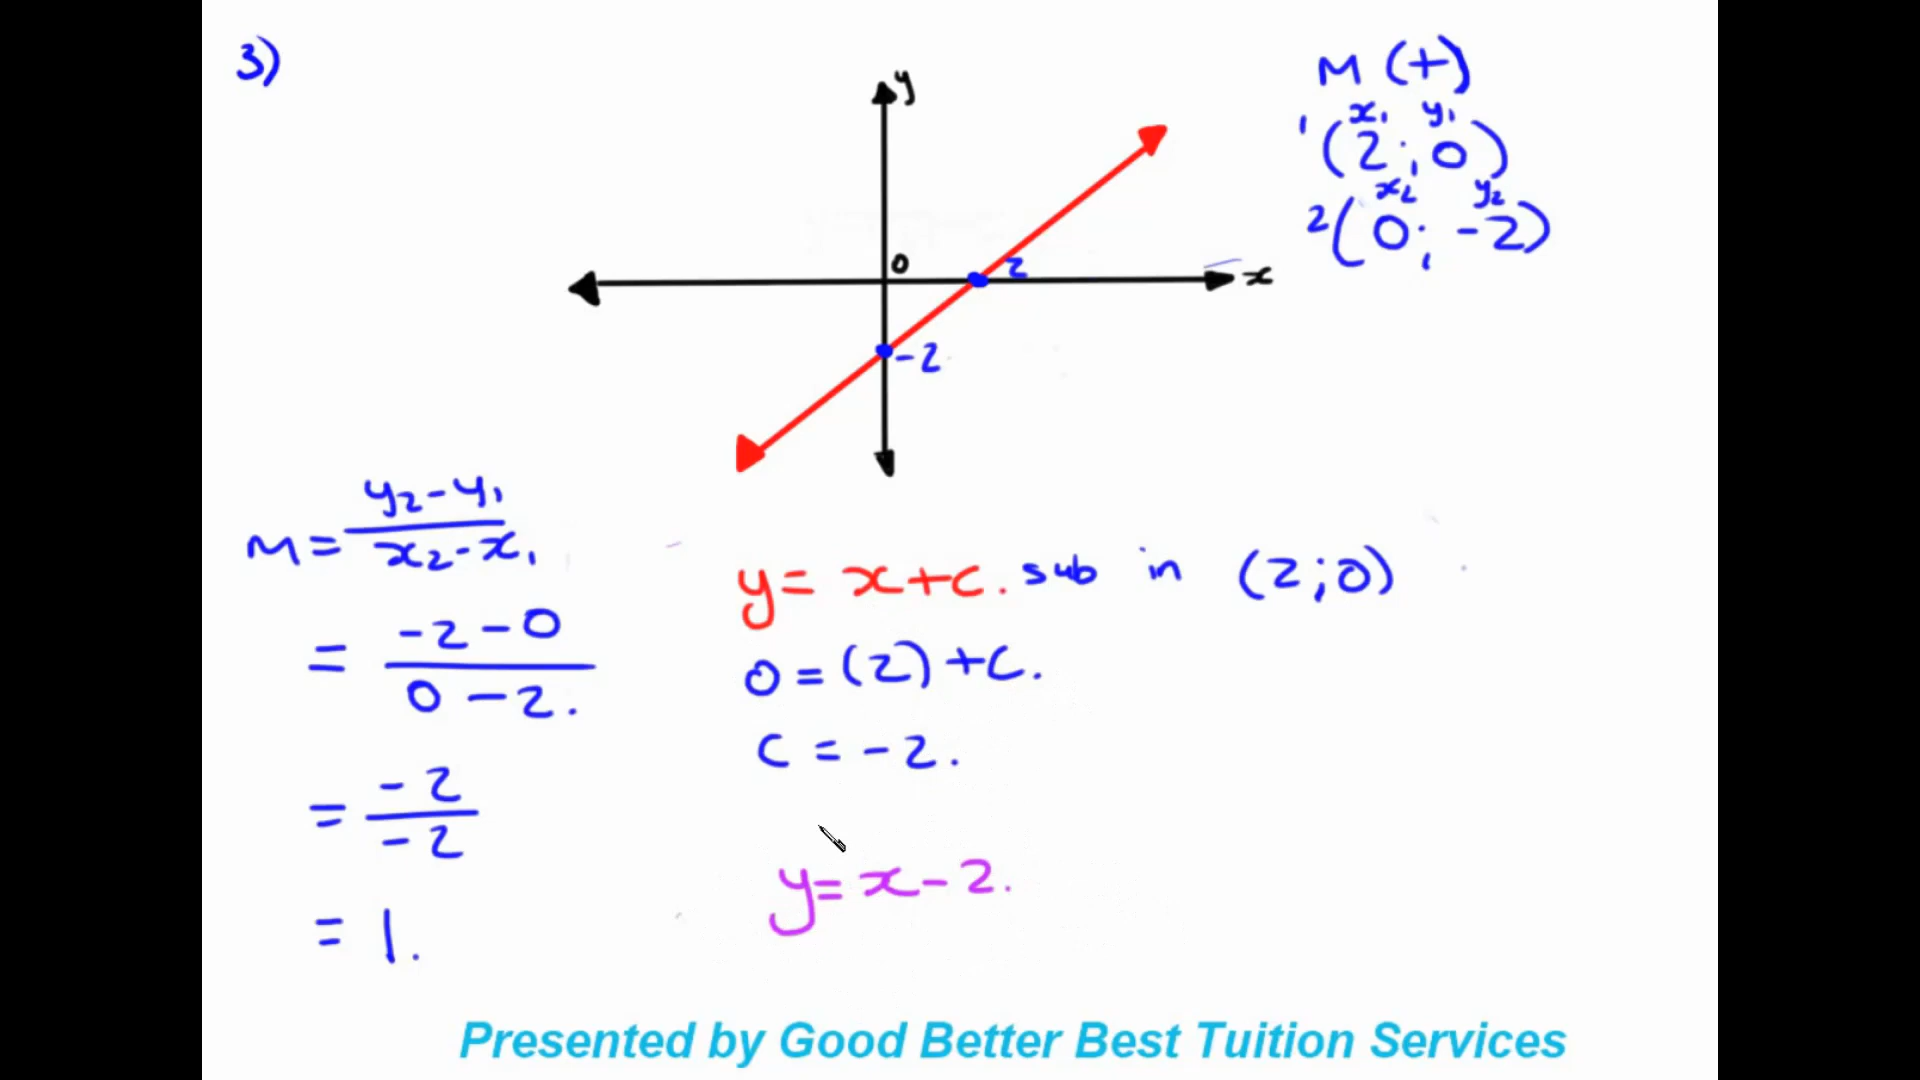 3)
y
0
2
x
-2
M (+)
x₁ y₁
1 (2 ; 0)
x₂ y₂
2 (0 ; -2)
m = y₂ - y₁ / x₂ - x₁
= -2 - 0 / 0 - 2.
= -2 / -2
= 1.
y = x + c. sub in (2 ; 0)
0 = (2) + c.
c = -2.
y = x - 2.
Presented by Good Better Best Tuition Services